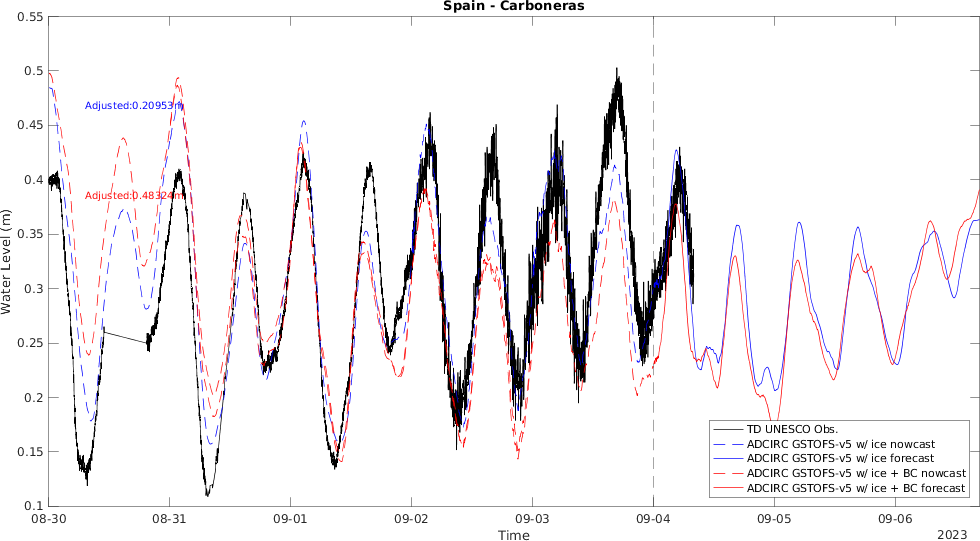 Spain - Carboneras
0.55
0.5
0.45
0.4
0.35
0.3
0.25
0.2
0.15
0.1
Water Level (m)
Adjusted:0.20953m
Adjusted:0.48324m
TD UNESCO Obs.
ADCIRC GSTOFS-v5 w/ ice nowcast
ADCIRC GSTOFS-v5 w/ ice forecast
ADCIRC GSTOFS-v5 w/ ice + BC nowcast
ADCIRC GSTOFS-v5 w/ ice + BC forecast
08-30 08-31 09-01 09-02 09-03 09-04 09-05 09-06
Time
2023